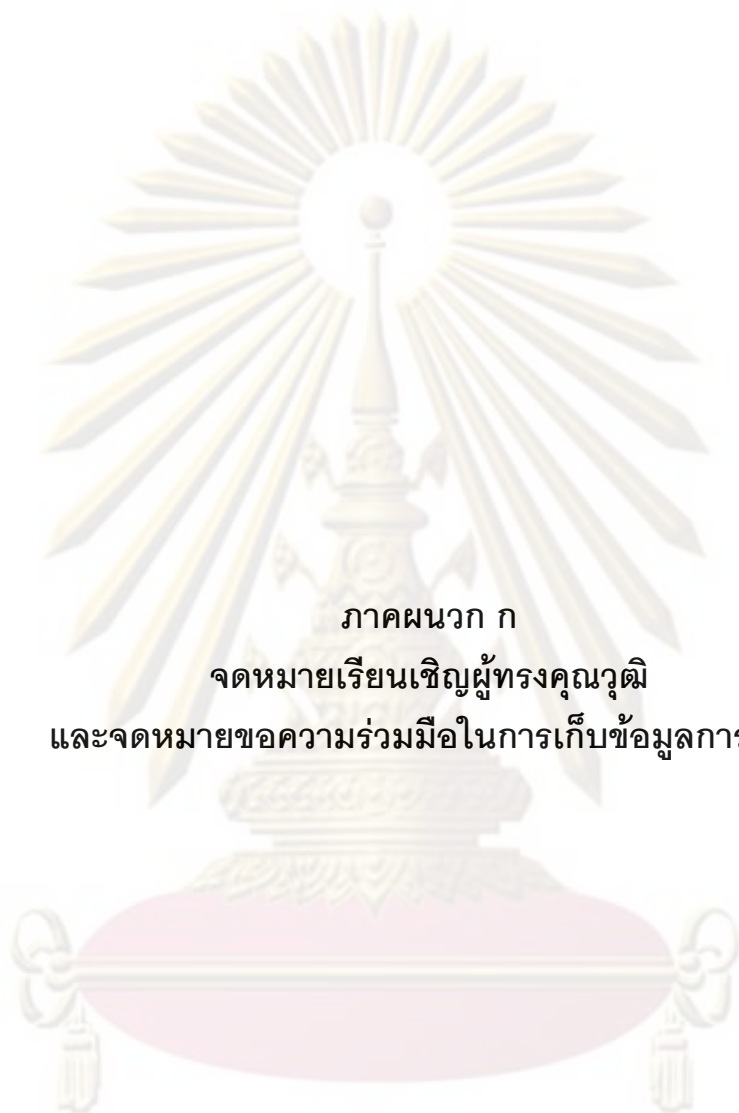 ภาคผนวก ก
จดหมายเรียนเชิญผู้ทรงคุณวุฒิ
และจดหมายขอความร่วมมือในการเก็บข้อมูลการ